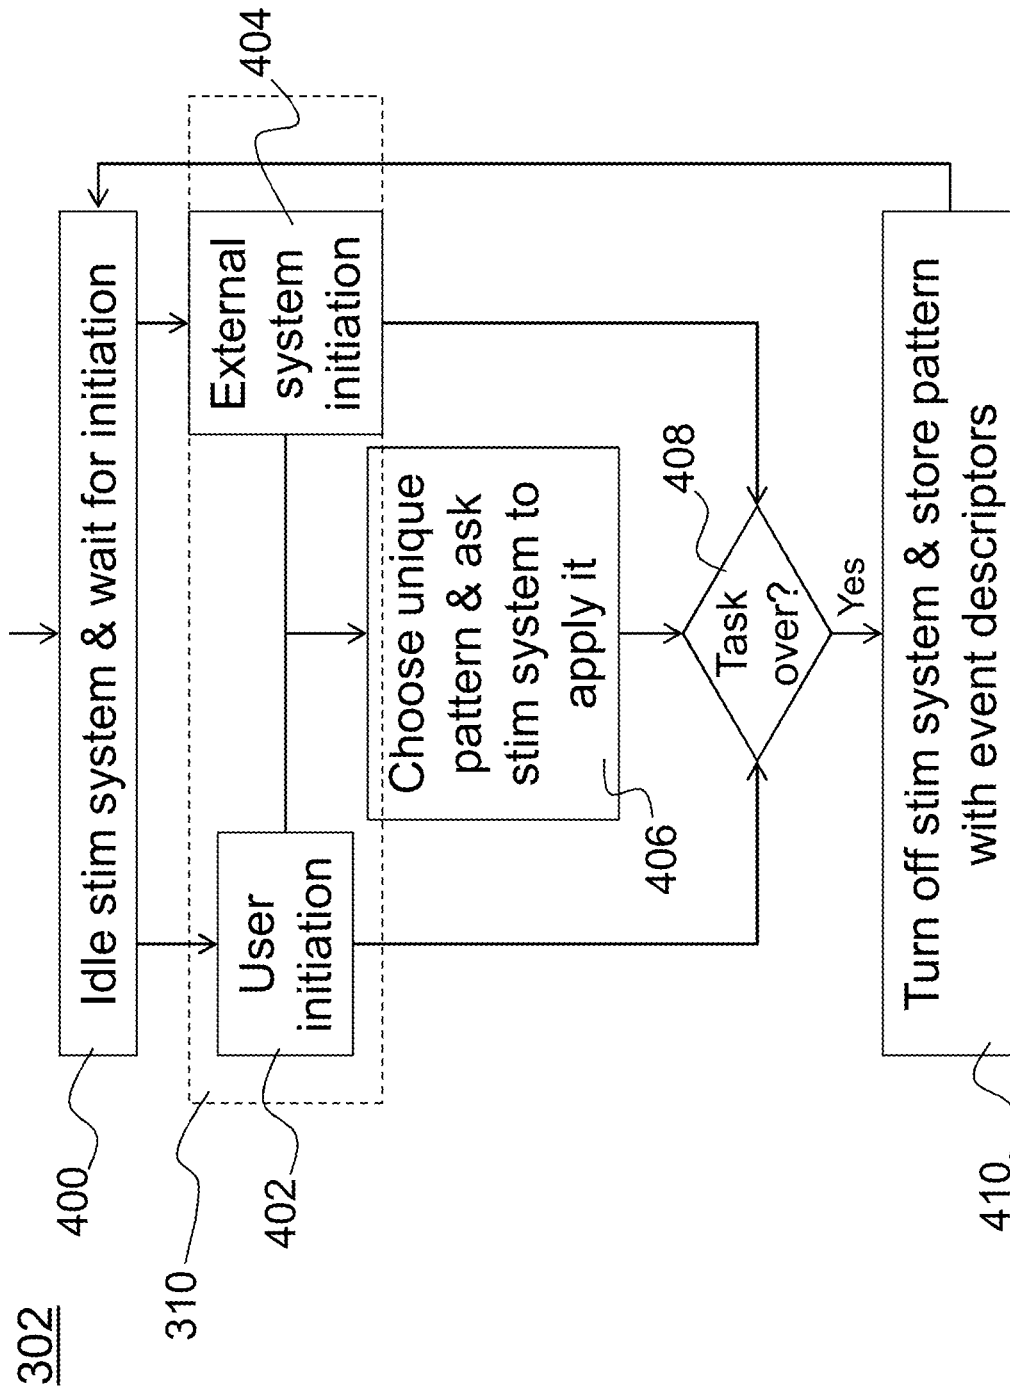 302
400
Idle stim system & wait for initiation
310
402
User
initiation
External
system
initiation
404
Choose unique
pattern & ask
stim system to
apply it
406
408
Task
over?
Yes
410
Turn off stim system & store pattern
with event descriptors